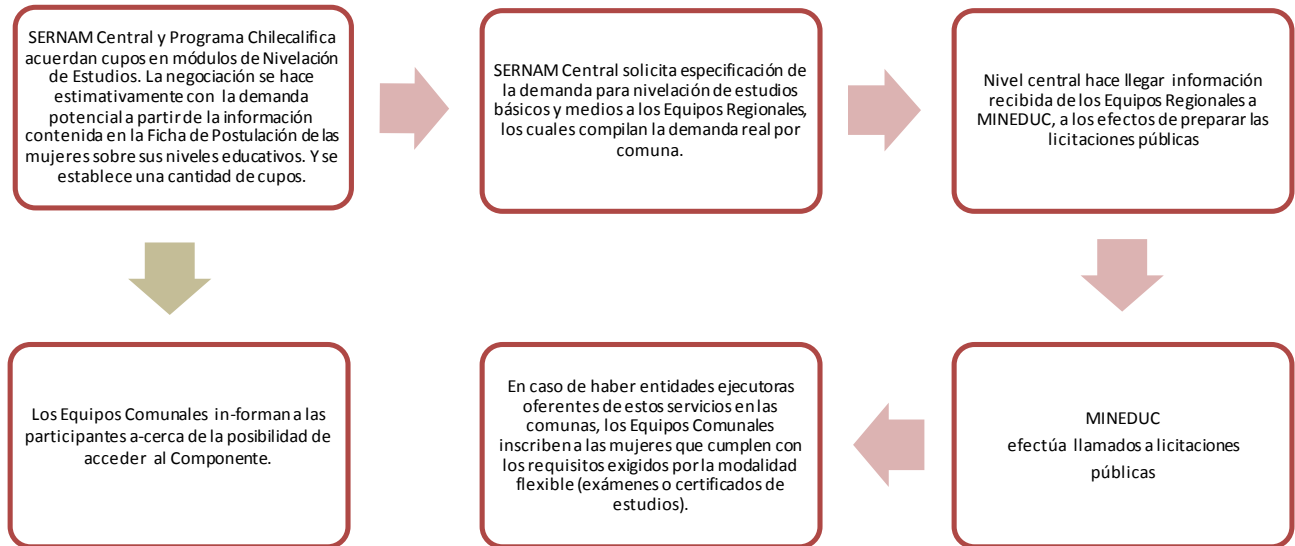 SERNAM Central y Programa Chilecalifica
acuerdan cupos en módulos de Nivelación
de Estudios. La negociación se hace
estimativamente con la demanda
potencial a partir de la información
contenida en la Ficha de Postulación de las
mujeres sobre sus niveles educativos. Y se
establece una cantidad de cupos.
SERNAM Central solicita especificación de
la demanda para nivelación de estudios
básicos y medios a los Equipos Regionales,
los cuales compilan la demanda real por
comuna.
Nivel central hace llegar información
recibida de los Equipos Regionales a
MINEDUC, a los efectos de preparar las
licitaciones públicas
Los Equipos Comunales in-forman a las
participantes a-cerca de la posibilidad de
acceder al Componente.
En caso de haber entidades ejecutoras
oferentes de estos servicios en las
comunas, los Equipos Comunales
inscriben a las mujeres que cumplen con
los requisitos exigidos por la modalidad
flexible (exámenes o certificados de
estudios).
MINEDUC
efectúa llamados a licitaciones
públicas